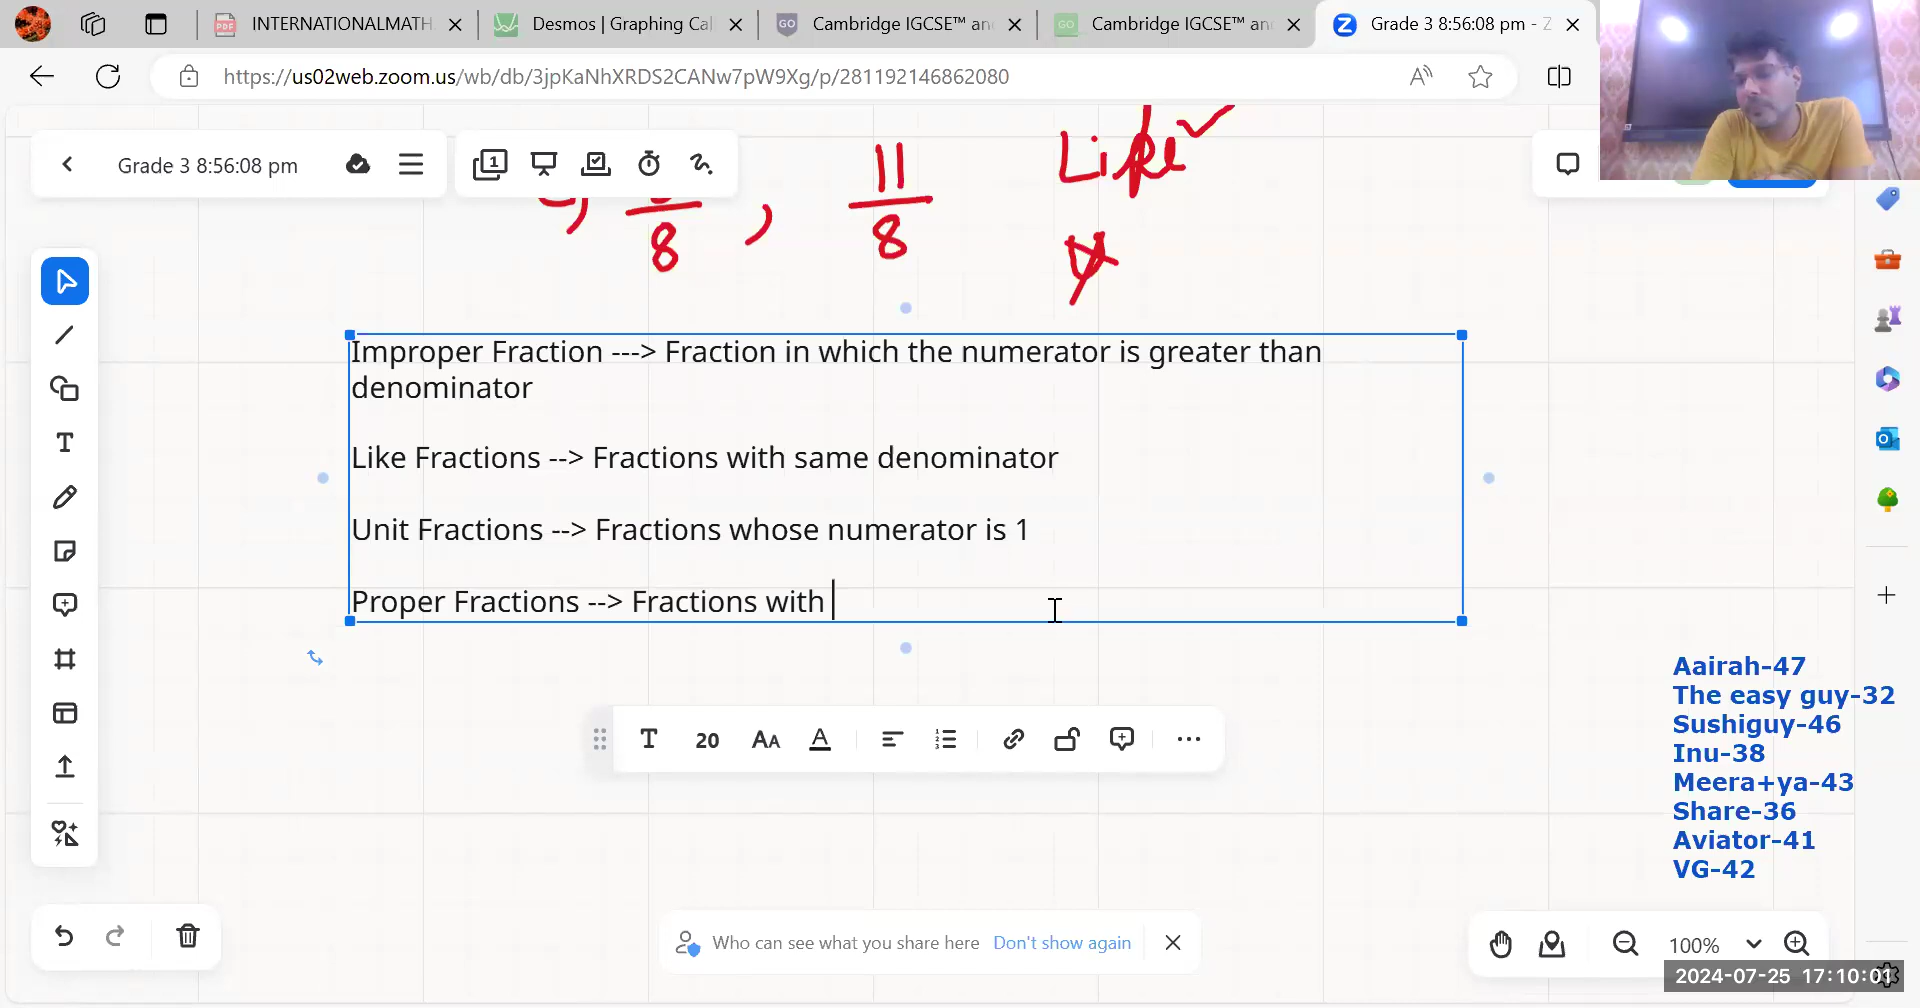 INTERNATIONALMATH
Desmos | Graphing Cal
Cambridge IGCSE™ an
Cambridge IGCSE™ an
Grade 3 8:56:08 pm - Z
https://us02web.zoom.us/wb/db/3jpKaNhXRDS2CANw7pW9Xg/p/281192146862080
Grade 3 8:56:08 pm
1
8 , 11/8
Like ✓
Improper Fraction ---> Fraction in which the numerator is greater than
denominator
Like Fractions --> Fractions with same denominator
Unit Fractions --> Fractions whose numerator is 1
Proper Fractions --> Fractions with
Aairah-47
The easy guy-32
Sushiguy-46
Inu-38
Meera+ya-43
Share-36
Aviator-41
VG-42
T 20 AA A
Who can see what you share here Don't show again
100%
2024-07-25 17:10:01